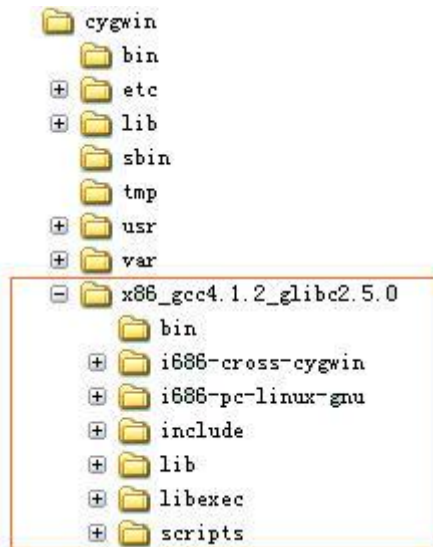 cygwin
bin
etc
lib
sbin
tmp
usr
var
x86_gcc4.1.2_glibc2.5.0
bin
i686-cross-cygwin
i686-pc-linux-gnu
include
lib
libexec
scripts